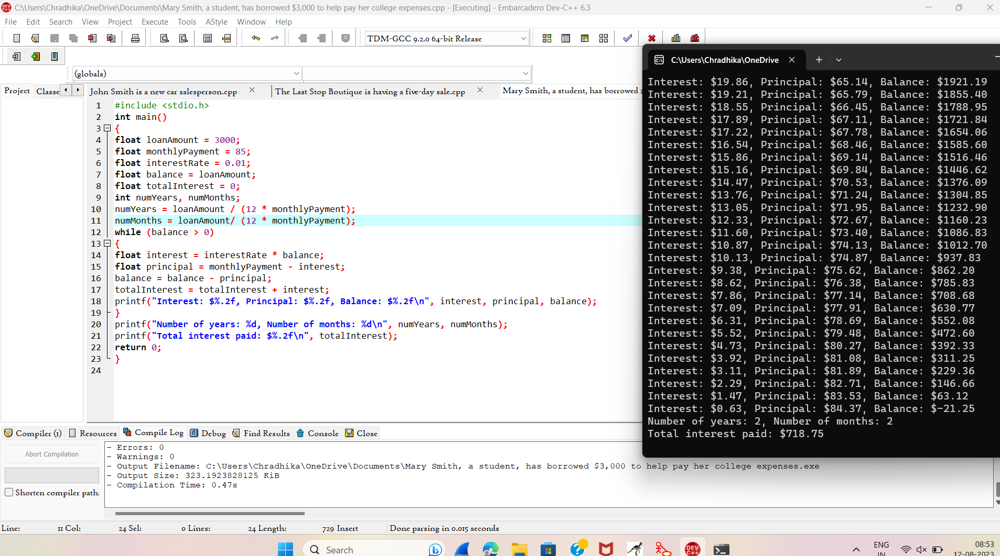 C:\Users\Chradhika\OneDrive\Documents\Mary Smith, a student, has borrowed $3,000 to help pay her college expenses.cpp - [Executing] - Embarcadero Dev-C++ 6.3
File Edit Search View Project Execute Tools AStyle Window Help
TDM-GCC 9.2.0 64-bit Release
(globals)
Project Classe
John Smith is a new car salesperson.cpp
The Last Stop Boutique is having a five-day sale.cpp
Mary Smith, a student, has borrowed
1 #include <stdio.h>
2 int main()
3 {
4 float loanAmount = 3000;
5 float monthlyPayment = 85;
6 float interestRate = 0.01;
7 float balance = loanAmount;
8 float totalInterest = 0;
9 int numYears, numMonths;
10 numYears = loanAmount / (12 * monthlyPayment);
11 numMonths = loanAmount/ (12 * monthlyPayment);
12 while (balance > 0)
13 {
14 float interest = interestRate * balance;
15 float principal = monthlyPayment - interest;
16 balance = balance - principal;
17 totalInterest = totalInterest + interest;
18 printf("Interest: $%.2f, Principal: $%.2f, Balance: $%.2f\n", interest, principal, balance);
19 }
20 printf("Number of years: %d, Number of months: %d\n", numYears, numMonths);
21 printf("Total interest paid: $%.2f\n", totalInterest);
22 return 0;
23 }
24
C:\Users\Chradhika\OneDrive
Interest: $19.86, Principal: $65.14, Balance: $1921.19
Interest: $19.21, Principal: $65.79, Balance: $1855.40
Interest: $18.55, Principal: $66.45, Balance: $1788.95
Interest: $17.89, Principal: $67.11, Balance: $1721.84
Interest: $17.22, Principal: $67.78, Balance: $1654.06
Interest: $16.54, Principal: $68.46, Balance: $1585.60
Interest: $15.86, Principal: $69.14, Balance: $1516.46
Interest: $15.16, Principal: $69.84, Balance: $1446.62
Interest: $14.47, Principal: $70.53, Balance: $1376.09
Interest: $13.76, Principal: $71.24, Balance: $1304.85
Interest: $13.05, Principal: $71.95, Balance: $1232.90
Interest: $12.33, Principal: $72.67, Balance: $1160.23
Interest: $11.60, Principal: $73.40, Balance: $1086.83
Interest: $10.87, Principal: $74.13, Balance: $1012.70
Interest: $10.13, Principal: $74.87, Balance: $937.83
Interest: $9.38, Principal: $75.62, Balance: $862.20
Interest: $8.62, Principal: $76.38, Balance: $785.83
Interest: $7.86, Principal: $77.14, Balance: $708.68
Interest: $7.09, Principal: $77.91, Balance: $630.77
Interest: $6.31, Principal: $78.69, Balance: $552.08
Interest: $5.52, Principal: $79.48, Balance: $472.60
Interest: $4.73, Principal: $80.27, Balance: $392.33
Interest: $3.92, Principal: $81.08, Balance: $311.25
Interest: $3.11, Principal: $81.89, Balance: $229.36
Interest: $2.29, Principal: $82.71, Balance: $146.66
Interest: $1.47, Principal: $83.53, Balance: $63.12
Interest: $0.63, Principal: $84.37, Balance: $-21.25
Number of years: 2, Number of months: 2
Total interest paid: $718.75
Compiler (1) Resources Compile Log Debug Find Results Console Close
Abort Compilation
Shorten compiler path
- Errors: 0
- Warnings: 0
- Output Filename: C:\Users\Chradhika\OneDrive\Documents\Mary Smith, a student, has borrowed $3,000 to help pay her college expenses.exe
- Output Size: 323.1923828125 KiB
- Compilation Time: 0.47s
Line: 11 Col: 24 Sel: 0 Lines: 24 Length: 729 Insert Done parsing in 0.015 seconds
Search
DEV C++
ENG
IN
08:53
12-08-2023